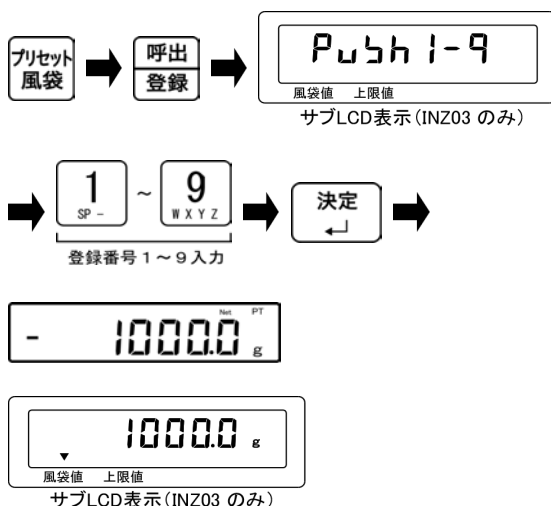 プリセット
風袋
呼出
登録
PuSh 1-9
風袋値 上限値
サブLCD表示(INZ03 のみ)
1
SP −
~
9
W X Y Z
決定
登録番号1~9入力
Net PT
- 1000.0 g
1000.0 g
風袋値 上限値
サブLCD表示(INZ03 のみ)